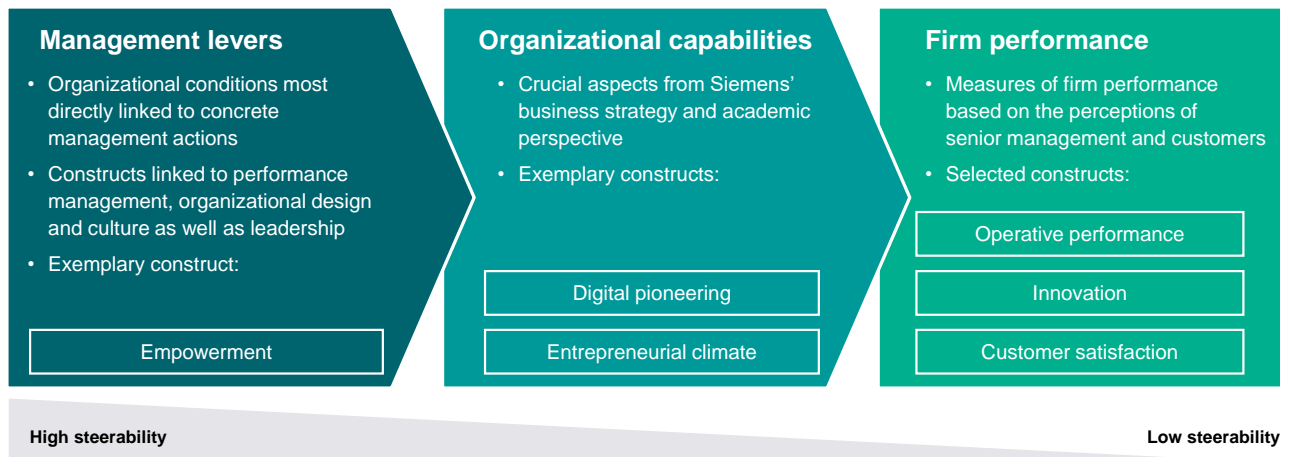 Management levers
• Organizational conditions most
directly linked to concrete
management actions
• Constructs linked to performance
management, organizational design
and culture as well as leadership
• Exemplary construct:
Empowerment
Organizational capabilities
• Crucial aspects from Siemens’
business strategy and academic
perspective
• Exemplary constructs:
Digital pioneering
Entrepreneurial climate
Firm performance
• Measures of firm performance
based on the perceptions of
senior management and customers
• Selected constructs:
Operative performance
Innovation
Customer satisfaction
High steerability
Low steerability